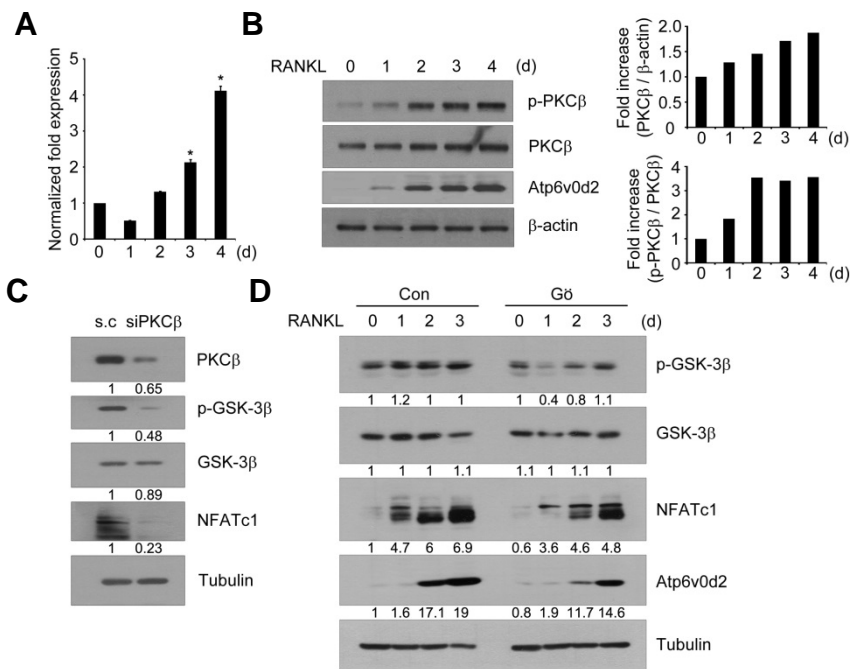 A
Normalized fold expression
5
4
3
2
1
0
*
*
0 1 2 3 4 (d)
B
RANKL 0 1 2 3 4 (d)
p-PKCβ
PKCβ
Atp6v0d2
β-actin
Fold increase
(PKCβ / β-actin)
2.0
1.5
1.0
0.5
0
0 1 2 3 4 (d)
Fold increase
(p-PKCβ / PKCβ)
4
3
2
1
0
0 1 2 3 4 (d)
C
s.c siPKCβ
PKCβ
1 0.65
p-GSK-3β
1 0.48
GSK-3β
1 0.89
NFATc1
1 0.23
Tubulin
D
Con Gö
RANKL 0 1 2 3 0 1 2 3 (d)
p-GSK-3β
1 1.2 1 1 1 0.4 0.8 1.1
GSK-3β
1 1 1 1.1 1.1 1 1.1 1
NFATc1
1 4.7 6 6.9 0.6 3.6 4.6 4.8
Atp6v0d2
1 1.6 17.1 19 0.8 1.9 11.7 14.6
Tubulin